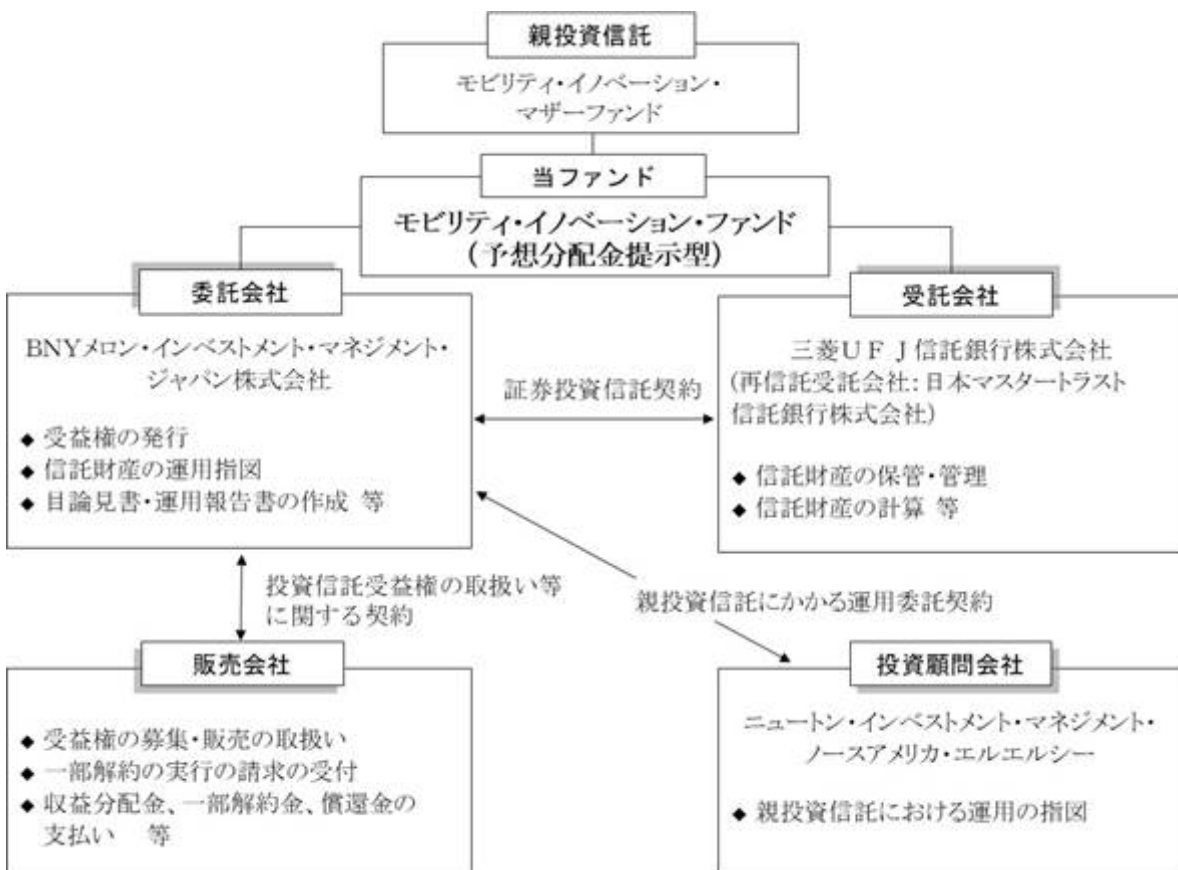 親投資信託
モビリティ・イノベーション・
マザーファンド
当ファンド
モビリティ・イノベーション・ファンド
(予想分配金提示型)
委託会社
BNYメロン・インベストメント・マネジメント・
ジャパン株式会社
◆ 受益権の発行
◆ 信託財産の運用指図
◆ 目論見書・運用報告書の作成 等
証券投資信託契約
受託会社
三菱UFJ信託銀行株式会社
(再信託受託会社:日本マスタートラスト
信託銀行株式会社)
◆ 信託財産の保管・管理
◆ 信託財産の計算 等
投資信託受益権の取扱い等
に関する契約
親投資信託にかかる運用委託契約
販売会社
◆ 受益権の募集・販売の取扱い
◆ 一部解約の実行の請求の受付
◆ 収益分配金、一部解約金、償還金の
支払い 等
投資顧問会社
ニュートン・インベストメント・マネジメント・
ノースアメリカ・エルエルシー
◆ 親投資信託における運用の指図